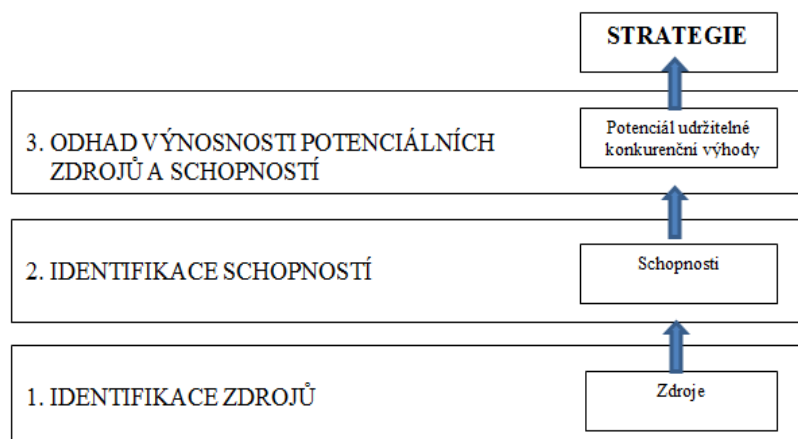 STRATEGIE
3. ODHAD VÝNOSNOSTI POTENCIÁLNÍCH
ZDROJŮ A SCHOPNOSTÍ
Potenciál udržitelné
konkurenční výhody
2. IDENTIFIKACE SCHOPNOSTÍ
Schopnosti
1. IDENTIFIKACE ZDROJŮ
Zdroje